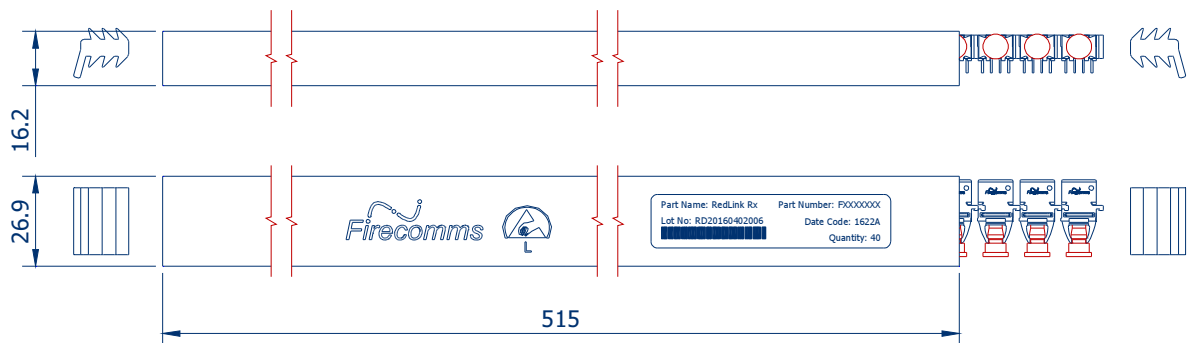 16.2
26.9
Firecomms
L
Part Name: RedLink Rx Part Number: FXXXXXXX
Lot No: RD20160402006 Date Code: 1622A
Quantity: 40
515